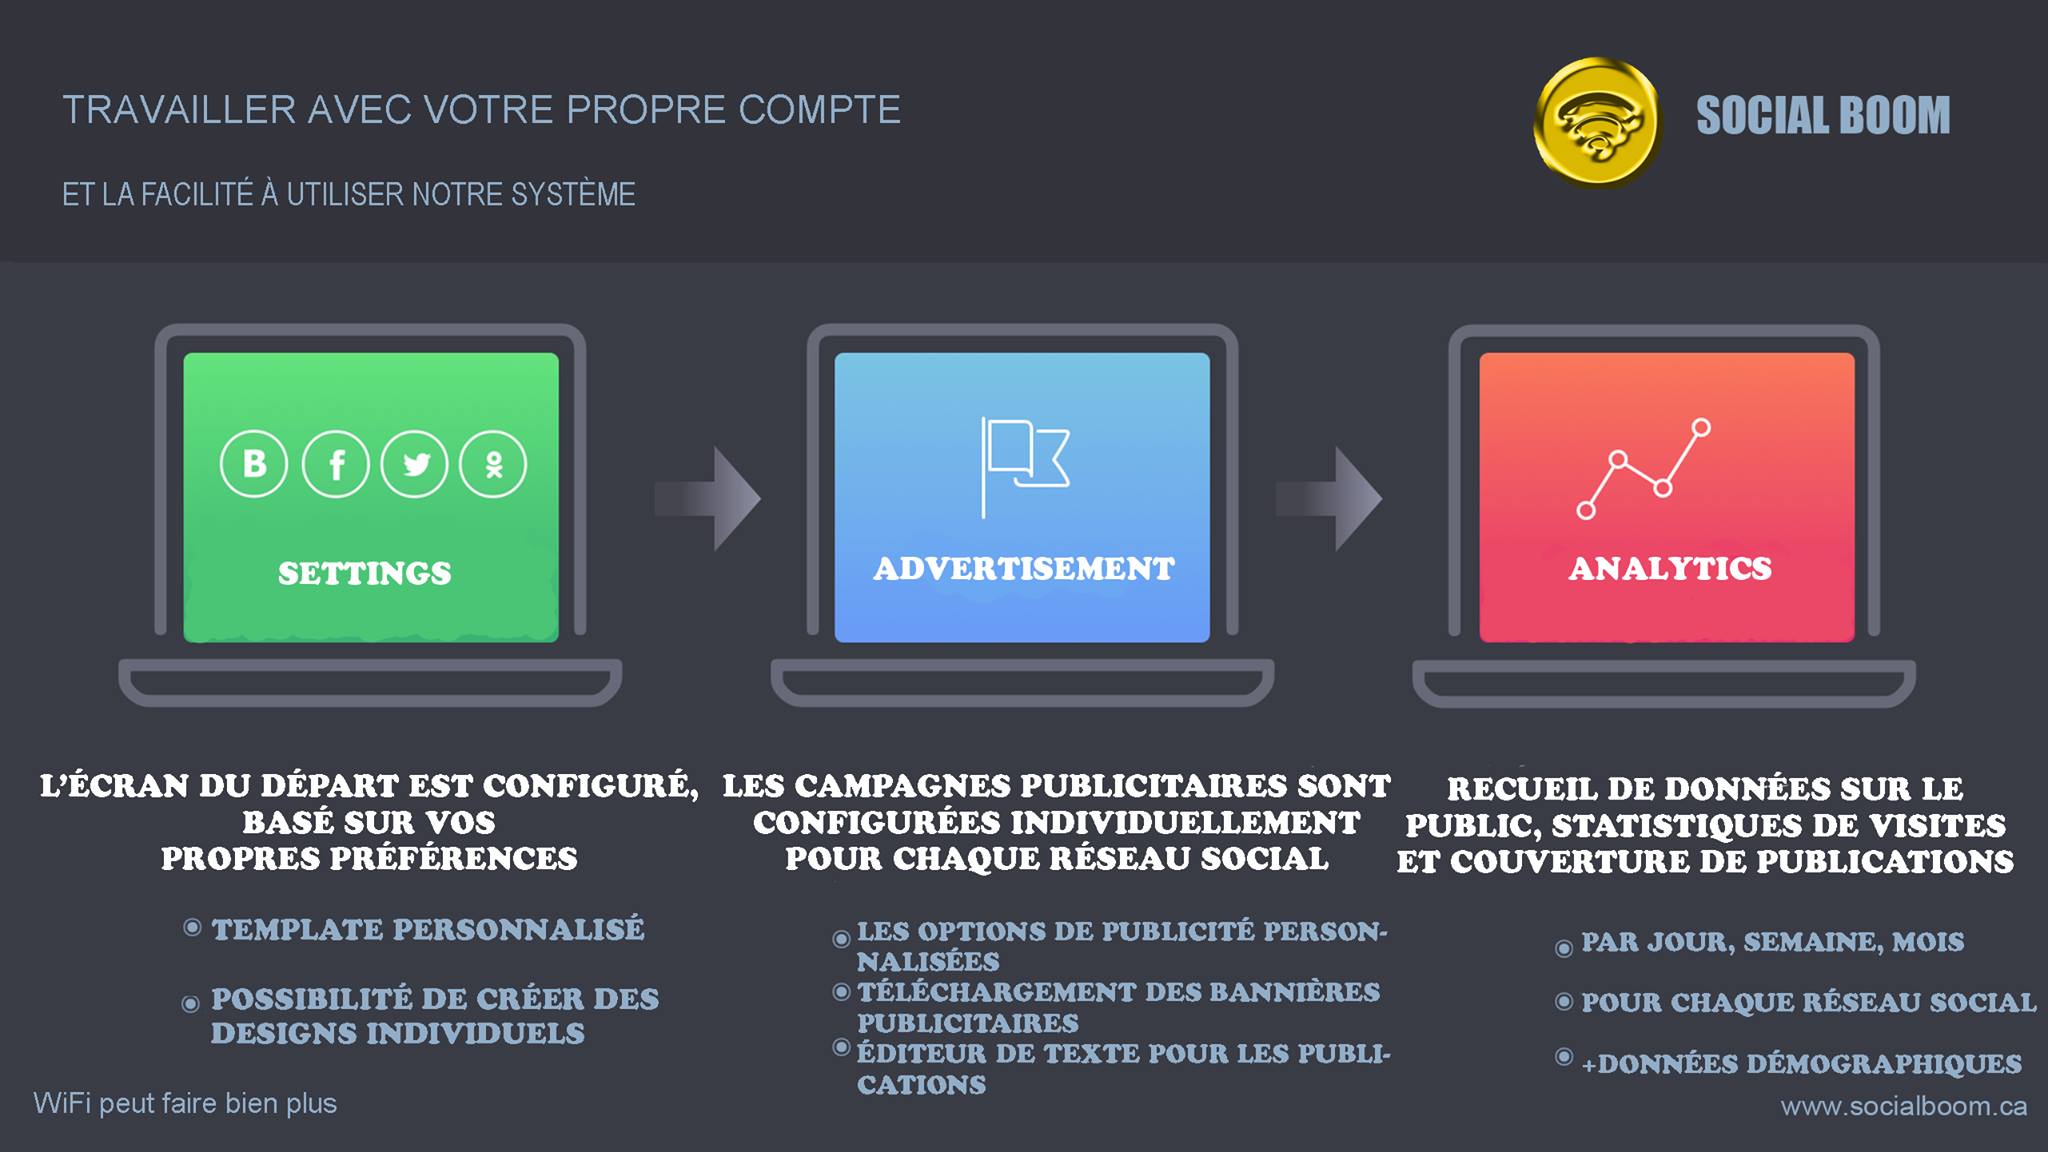 TRAVAILLER AVEC VOTRE PROPRE COMPTE
SOCIAL BOOM
ET LA FACILITÉ À UTILISER NOTRE SYSTÈME
B f
SETTINGS
ADVERTISEMENT
ANALYTICS
L'ÉCRAN DU DÉPART EST CONFIGURÉ,
BASÉ SUR VOS
PROPRES PRÉFÉRENCES
TEMPLATE PERSONNALISÉ
POSSIBILITÉ DE CRÉER DES
DESIGNS INDIVIDUELS
LES CAMPAGNES PUBLICITAIRES SONT
CONFIGURÉES INDIVIDUELLEMENT
POUR CHAQUE RÉSEAU SOCIAL
LES OPTIONS DE PUBLICITÉ PERSON-
NALISÉES
TÉLÉCHARGEMENT DES BANNIÈRES
PUBLICITAIRES
ÉDITEUR DE TEXTE POUR LES PUBLI-
CATIONS
RECUEIL DE DONNÉES SUR LE
PUBLIC, STATISTIQUES DE VISITES
ET COUVERTURE DE PUBLICATIONS
PAR JOUR, SEMAINE, MOIS
POUR CHAQUE RÉSEAU SOCIAL
+DONNÉES DÉMOGRAPHIQUES
WiFi peut faire bien plus
www.socialboom.ca